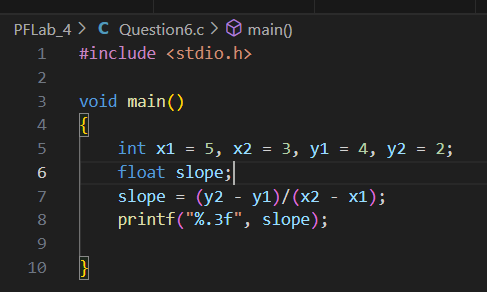 PFLab_4 > C Question6.c > main()
1 #include <stdio.h>
2
3 void main()
4 {
5     int x1 = 5, x2 = 3, y1 = 4, y2 = 2;
6     float slope;
7     slope = (y2 - y1)/(x2 - x1);
8     printf("%.3f", slope);
9
10 }